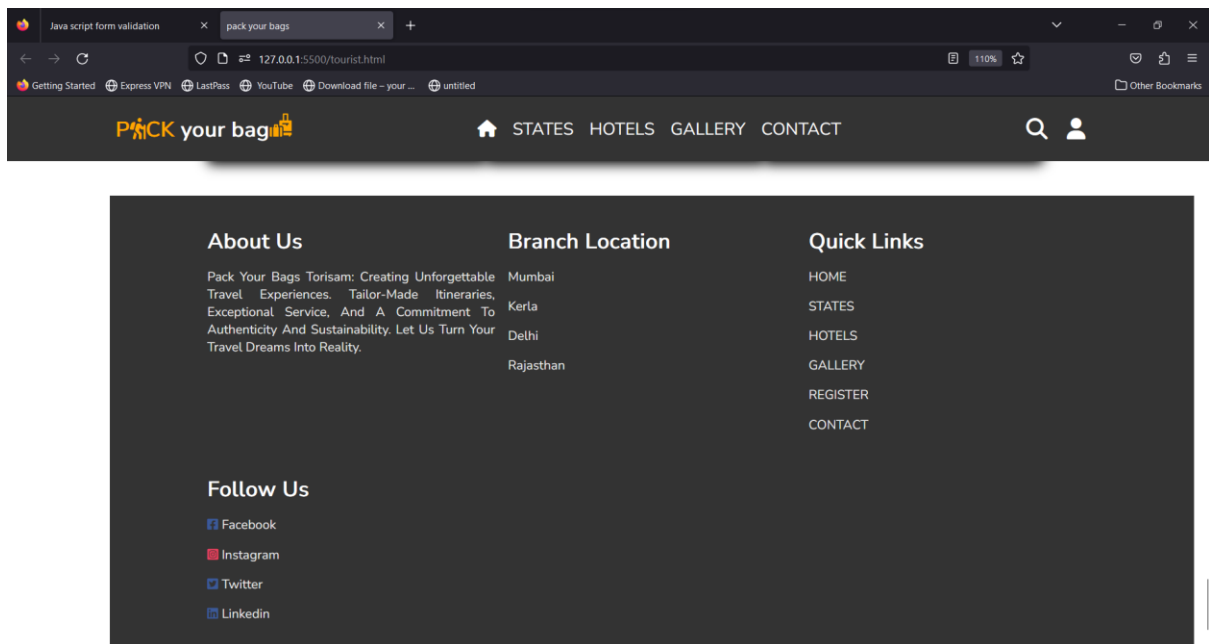 Java script form validation
pack your bags
127.0.0.1:5500/tourist.html
110%
Getting Started Express VPN LastPass YouTube Download file – your ... untitled
Other Bookmarks
PACK your bag
STATES HOTELS GALLERY CONTACT
About Us
Pack Your Bags Torisam: Creating Unforgettable
Travel Experiences. Tailor-Made Itineraries,
Exceptional Service, And A Commitment To
Authenticity And Sustainability. Let Us Turn Your
Travel Dreams Into Reality.
Branch Location
Mumbai
Kerla
Delhi
Rajasthan
Quick Links
HOME
STATES
HOTELS
GALLERY
REGISTER
CONTACT
Follow Us
Facebook
Instagram
Twitter
Linkedin